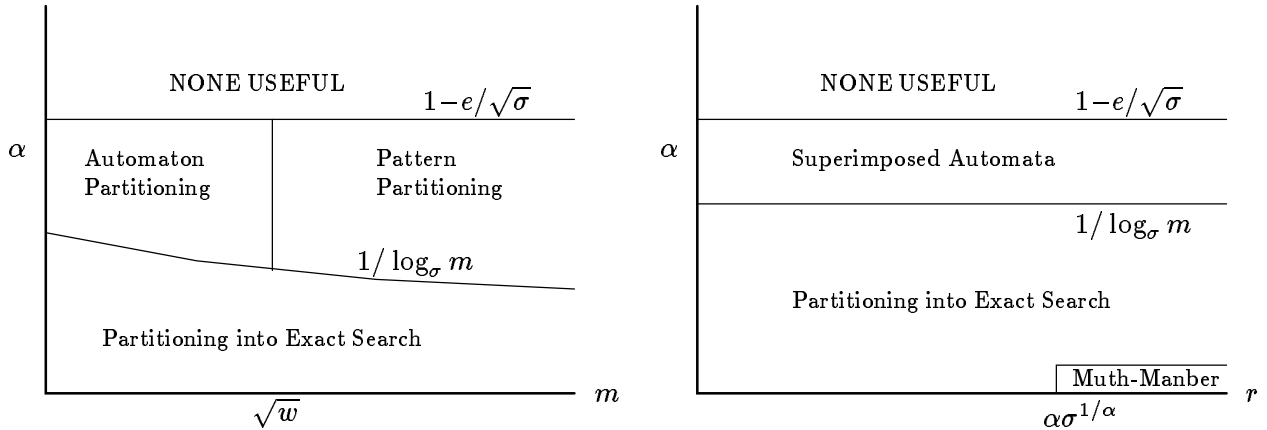 NONE USEFUL
1−e/√σ
α
Automaton
Partitioning
Pattern
Partitioning
1/ log_σ m
Partitioning into Exact Search
√w
m
NONE USEFUL
1−e/√σ
α
Superimposed Automata
1/ log_σ m
Partitioning into Exact Search
Muth-Manber
ασ^{1/α}
r